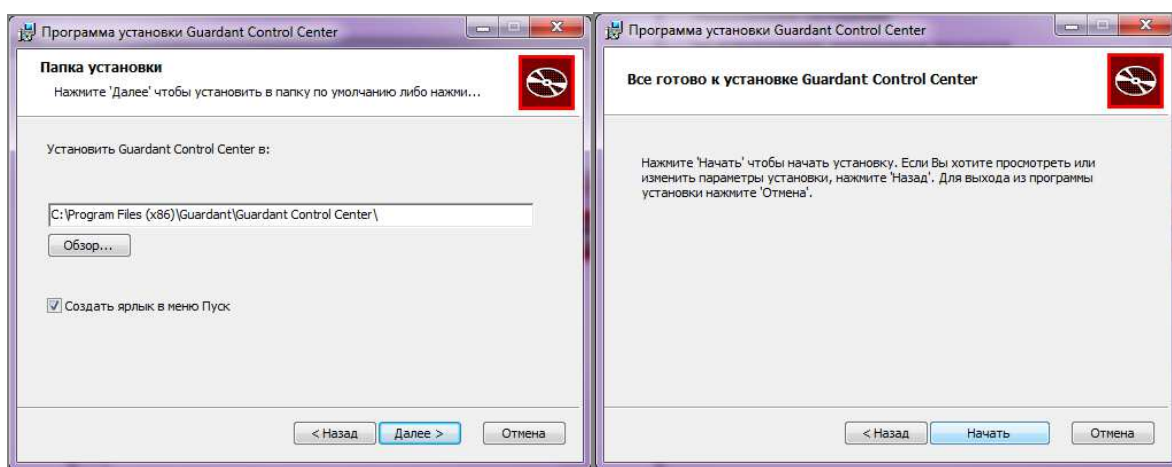 Программа установки Guardant Control Center
Папка установки
Нажмите 'Далее' чтобы установить в папку по умолчанию либо нажми...
Установить Guardant Control Center в:
C:\Program Files (x86)\Guardant\Guardant Control Center\
Обзор...
Создать ярлык в меню Пуск
< Назад
Далее >
Отмена
Программа установки Guardant Control Center
Все готово к установке Guardant Control Center
Нажмите 'Начать' чтобы начать установку. Если Вы хотите просмотреть или
изменить параметры установки, нажмите 'Назад'. Для выхода из программы
установки нажмите 'Отмена'.
< Назад
Начать
Отмена